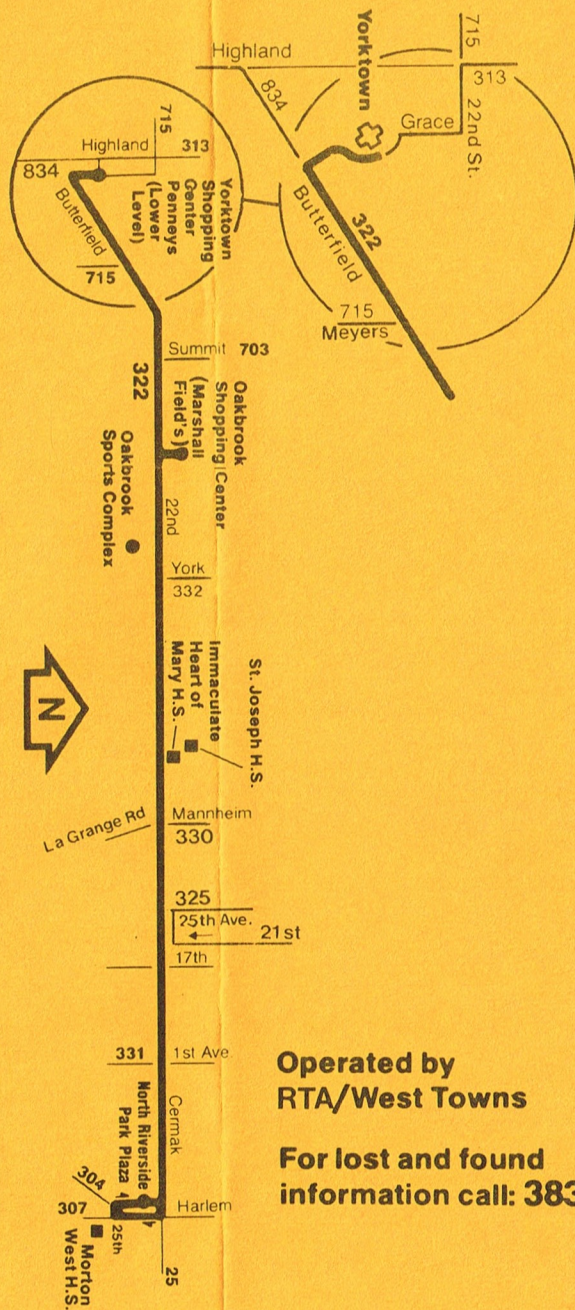 715
Highland
Yorktown
313
834
Grace
22nd St.
Butterfield
322
715
Meyers
715
Highland
313
834
Butterfield
Yorktown
Shopping
Center
Penneys
(Lower
Level)
715
Summit 703
322
Oakbrook
Shopping Center
(Marshall
Field's)
Oakbrook
Sports Complex
22nd
York
332
N
Immaculate
Heart of
Mary H.S.
St. Joseph H.S.
La Grange Rd
Mannheim
330
325
25th Ave.
21st
17th
331
1st Ave
Cermak
North Riverside
Park Plaza
304
307
Harlem
25th
25
Morton
West H.S.
Operated by
RTA/West Towns
For lost and found
information call: 383